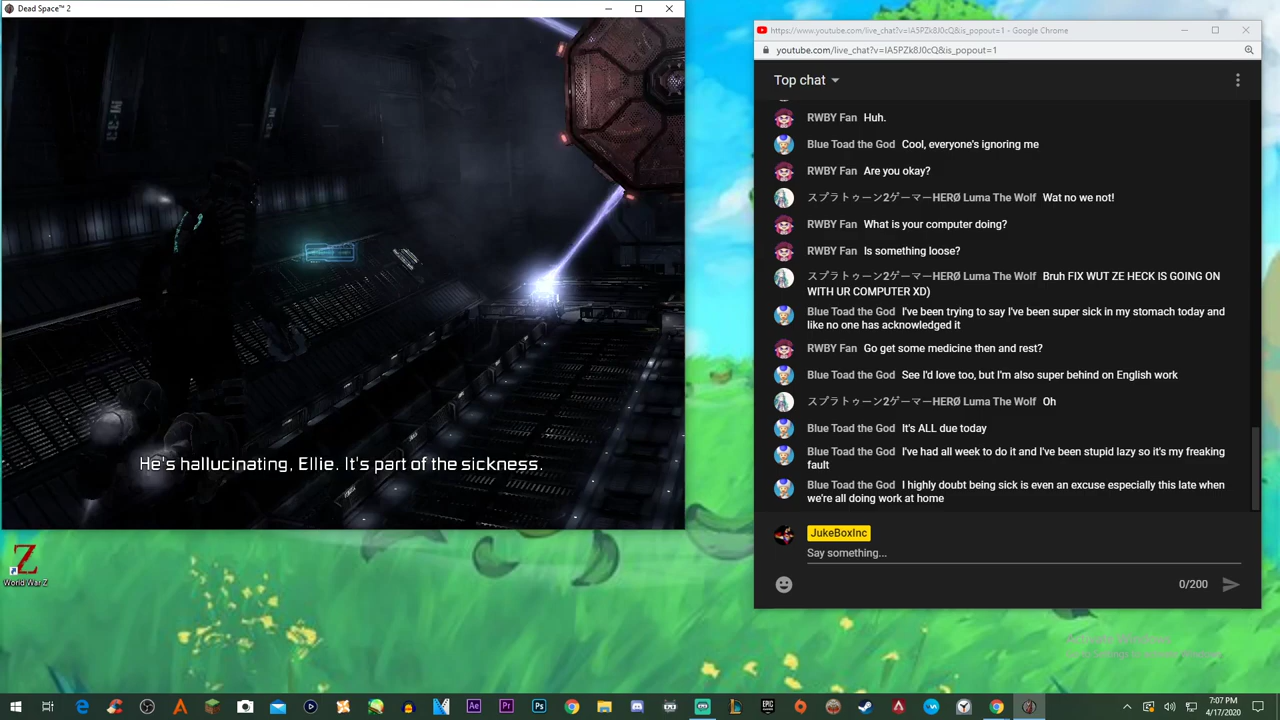 Dead Space™ 2
https://www.youtube.com/live_chat?v=IA5PZk8J0cQ&is_popout=1 - Google Chrome
youtube.com/live_chat?v=IA5PZk8J0cQ&is_popout=1
Top chat
RWBY Fan Huh.
Blue Toad the God Cool, everyone's ignoring me
RWBY Fan Are you okay?
スプラトゥーン2ゲーマーHERØ Luma The Wolf Wat no we not!
RWBY Fan What is your computer doing?
RWBY Fan Is something loose?
スプラトゥーン2ゲーマーHERØ Luma The Wolf Bruh FIX WUT ZE HECK IS GOING ON
WITH UR COMPUTER XD)
Blue Toad the God I've been trying to say I've been super sick in my stomach today and
like no one has acknowledged it
RWBY Fan Go get some medicine then and rest?
Blue Toad the God See I'd love too, but I'm also super behind on English work
スプラトゥーン2ゲーマーHERØ Luma The Wolf Oh
Blue Toad the God It's ALL due today
Blue Toad the God I've had all week to do it and I've been stupid lazy so it's my freaking
fault
Blue Toad the God I highly doubt being sick is even an excuse especially this late when
we're all doing work at home
JukeBoxInc
Say something...
0/200
He's hallucinating, Ellie. It's part of the sickness.
World War Z
7:07 PM
4/17/2020